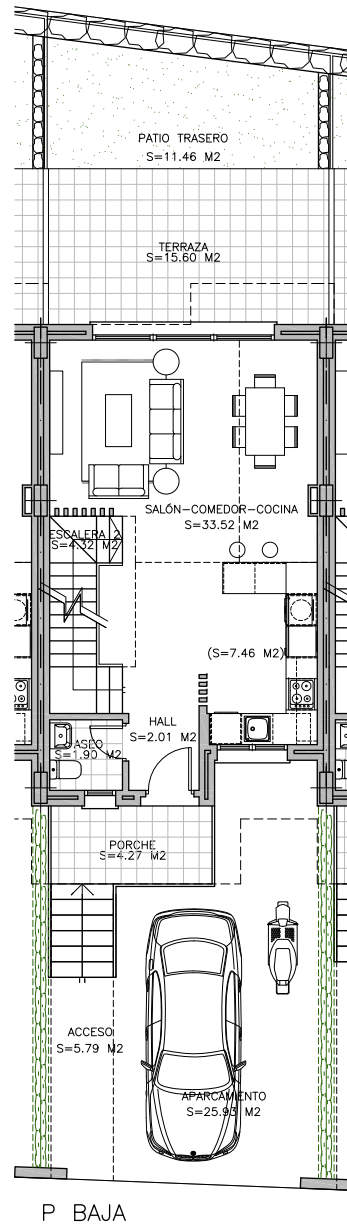 PATIO TRASERO
S=11.46 M2
TERRAZA
S=15.60 M2
SALÓN-COMEDOR-COCINA
S=33.52 M2
ESCALERA 2
S=4.32 M2
(S=7.46 M2)
HALL
S=2.01 M2
ASEO
S=1.90 M2
PORCHE
S=4.27 M2
ACCESO
S=5.79 M2
APARCAMIENTO
S=25.93 M2
P BAJA